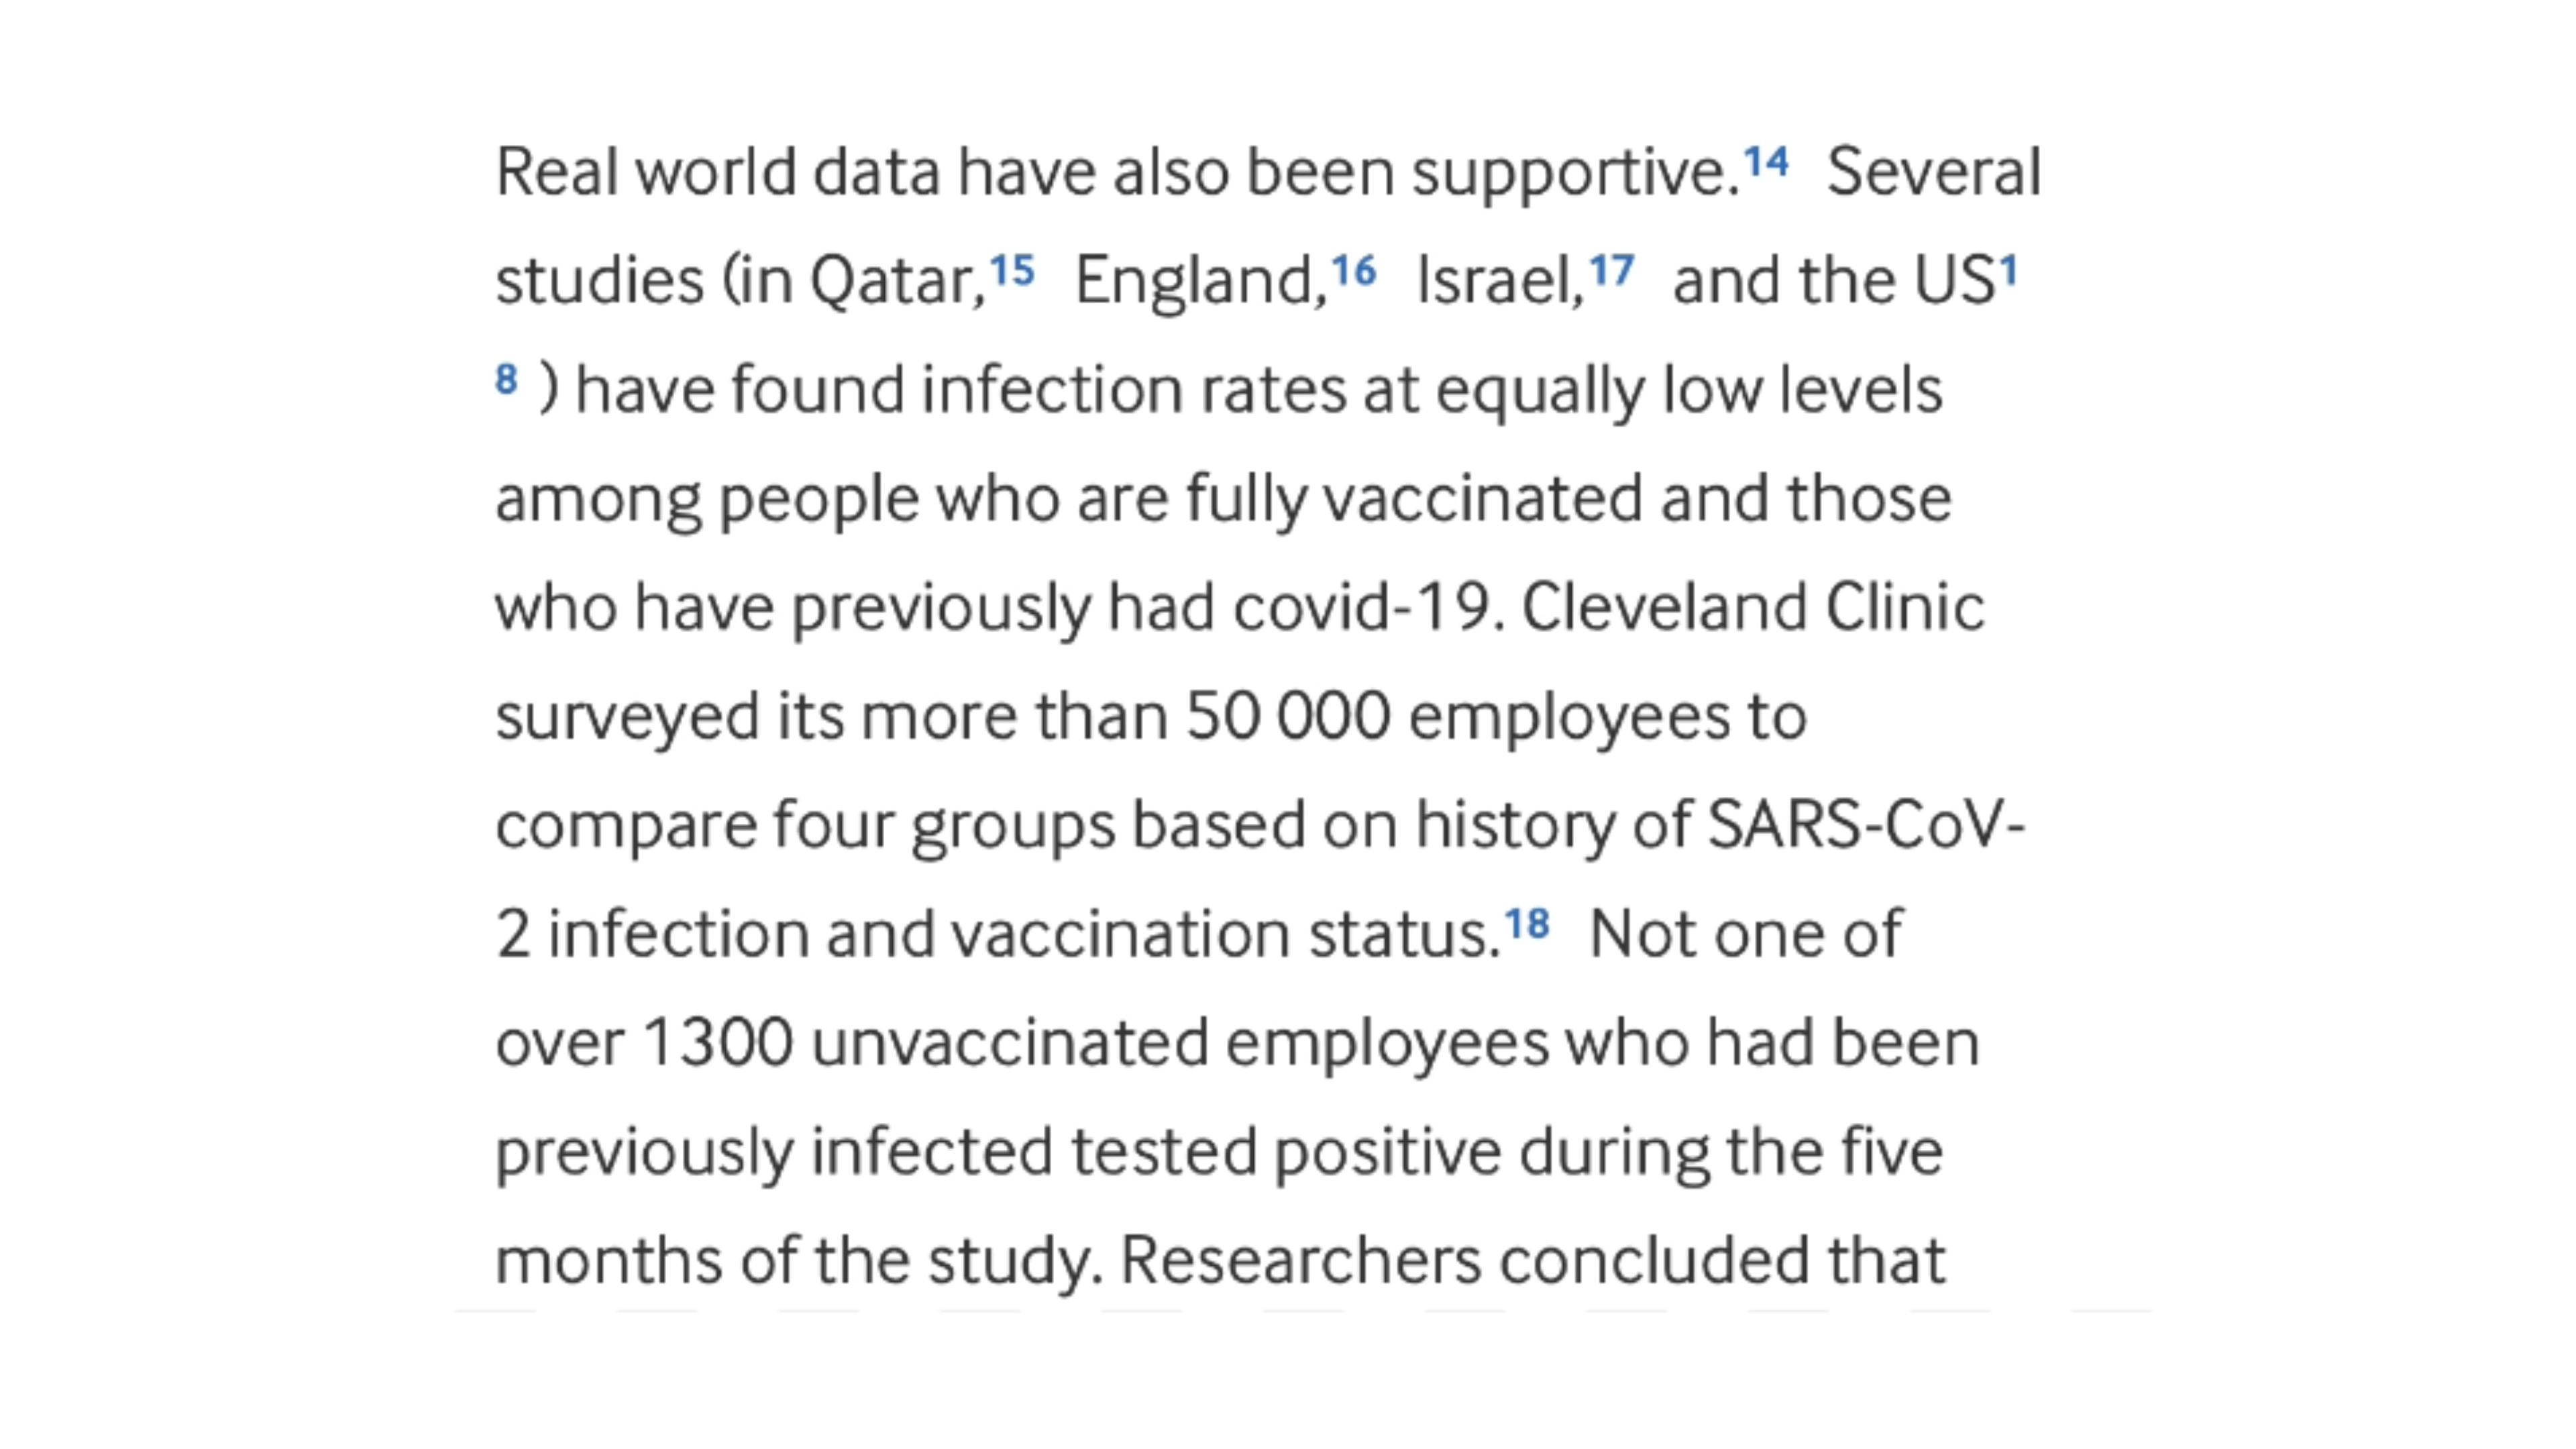 Real world data have also been supportive.14 Several
studies (in Qatar,15 England,16 Israel,17 and the US1
8 ) have found infection rates at equally low levels
among people who are fully vaccinated and those
who have previously had covid-19. Cleveland Clinic
surveyed its more than 50 000 employees to
compare four groups based on history of SARS-CoV-
2 infection and vaccination status.18 Not one of
over 1300 unvaccinated employees who had been
previously infected tested positive during the five
months of the study. Researchers concluded that